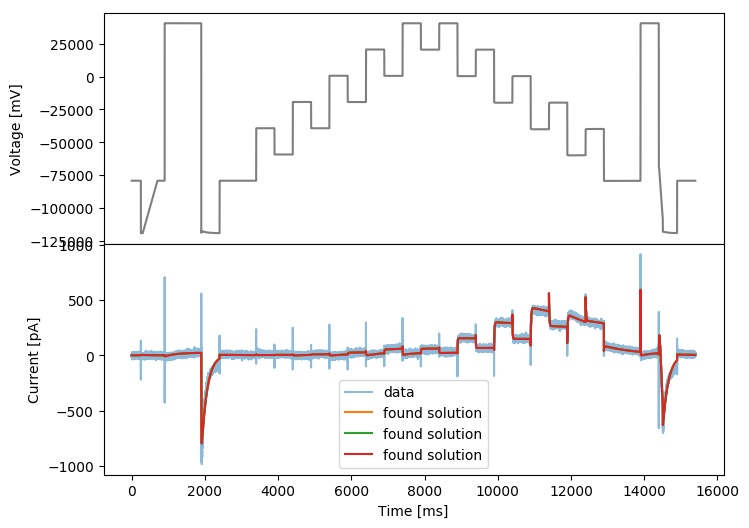 25000
0
−25000
−50000
−75000
−100000
−125000
Voltage [mV]
1000
500
0
−500
−1000
Current [pA]
data
found solution
found solution
found solution
0 2000 4000 6000 8000 10000 12000 14000 16000
Time [ms]